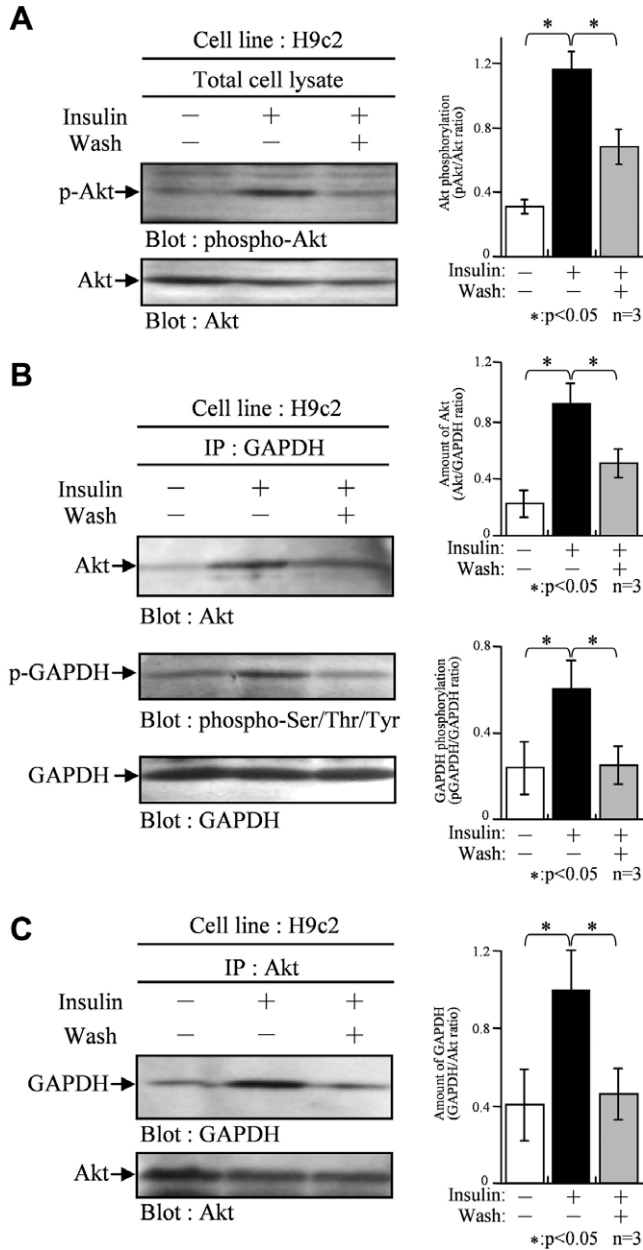 A
Cell line : H9c2
Total cell lysate
Insulin − + +
Wash − − +
p-Akt
Blot : phospho-Akt
Akt
Blot : Akt
Akt phosphorylation
(pAkt/Akt ratio)
* *
1.2
0.8
0.4
0
Insulin: − + +
Wash: − − +
*:p<0.05 n=3
B
Cell line : H9c2
IP : GAPDH
Insulin − + +
Wash − − +
Akt
Blot : Akt
p-GAPDH
Blot : phospho-Ser/Thr/Tyr
GAPDH
Blot : GAPDH
Amount of Akt
(Akt/GAPDH ratio)
* *
1.2
0.8
0.4
0
Insulin: − + +
Wash: − − +
*:p<0.05 n=3
GAPDH phosphorylation
(pGAPDH/GAPDH ratio)
* *
0.8
0.4
0
Insulin: − + +
Wash: − − +
*:p<0.05 n=3
C
Cell line : H9c2
IP : Akt
Insulin − + +
Wash − − +
GAPDH
Blot : GAPDH
Akt
Blot : Akt
Amount of GAPDH
(GAPDH/Akt ratio)
* *
1.2
0.8
0.4
0
Insulin: − + +
Wash: − − +
*:p<0.05 n=3